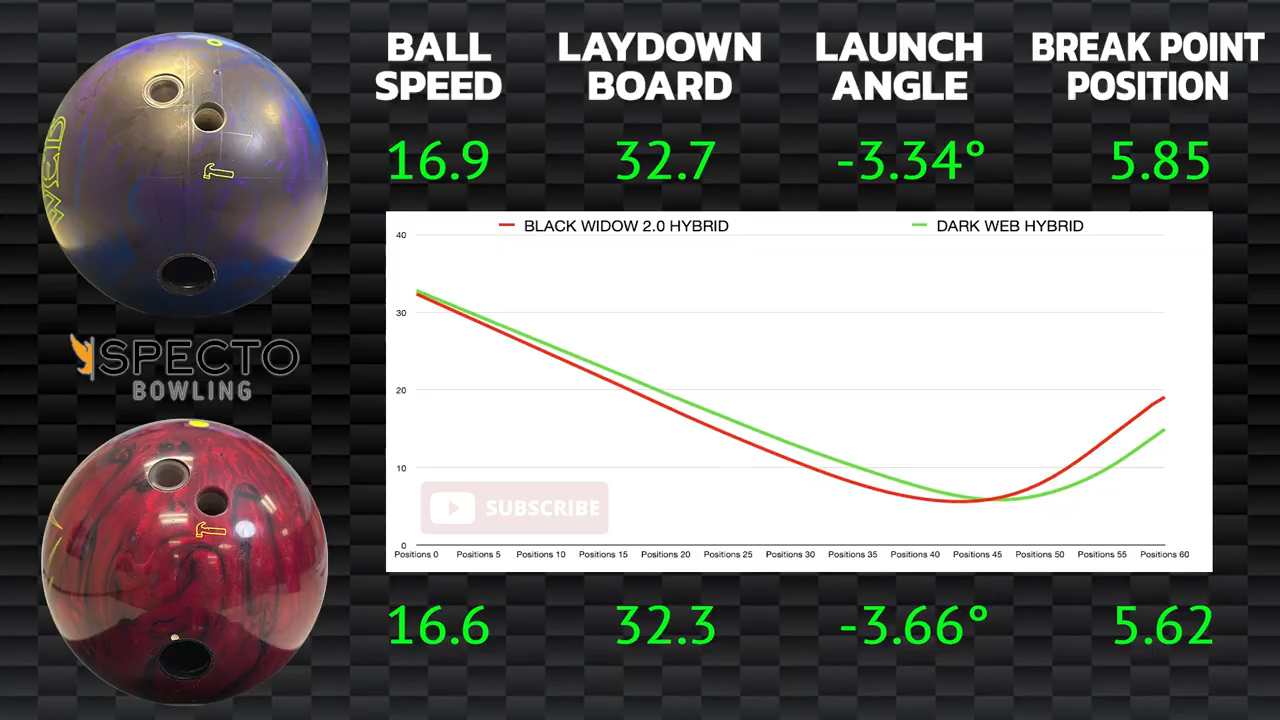 BALL SPEED
LAYDOWN BOARD
LAUNCH ANGLE
BREAK POINT POSITION
16.9
32.7
-3.34°
5.85
WEB
SPECTO
BOWLING
BLACK WIDOW 2.0 HYBRID
DARK WEB HYBRID
40
30
20
10
0
Positions 0
Positions 5
Positions 10
Positions 15
Positions 20
Positions 25
Positions 30
Positions 35
Positions 40
Positions 45
Positions 50
Positions 55
Positions 60
SUBSCRIBE
16.6
32.3
-3.66°
5.62